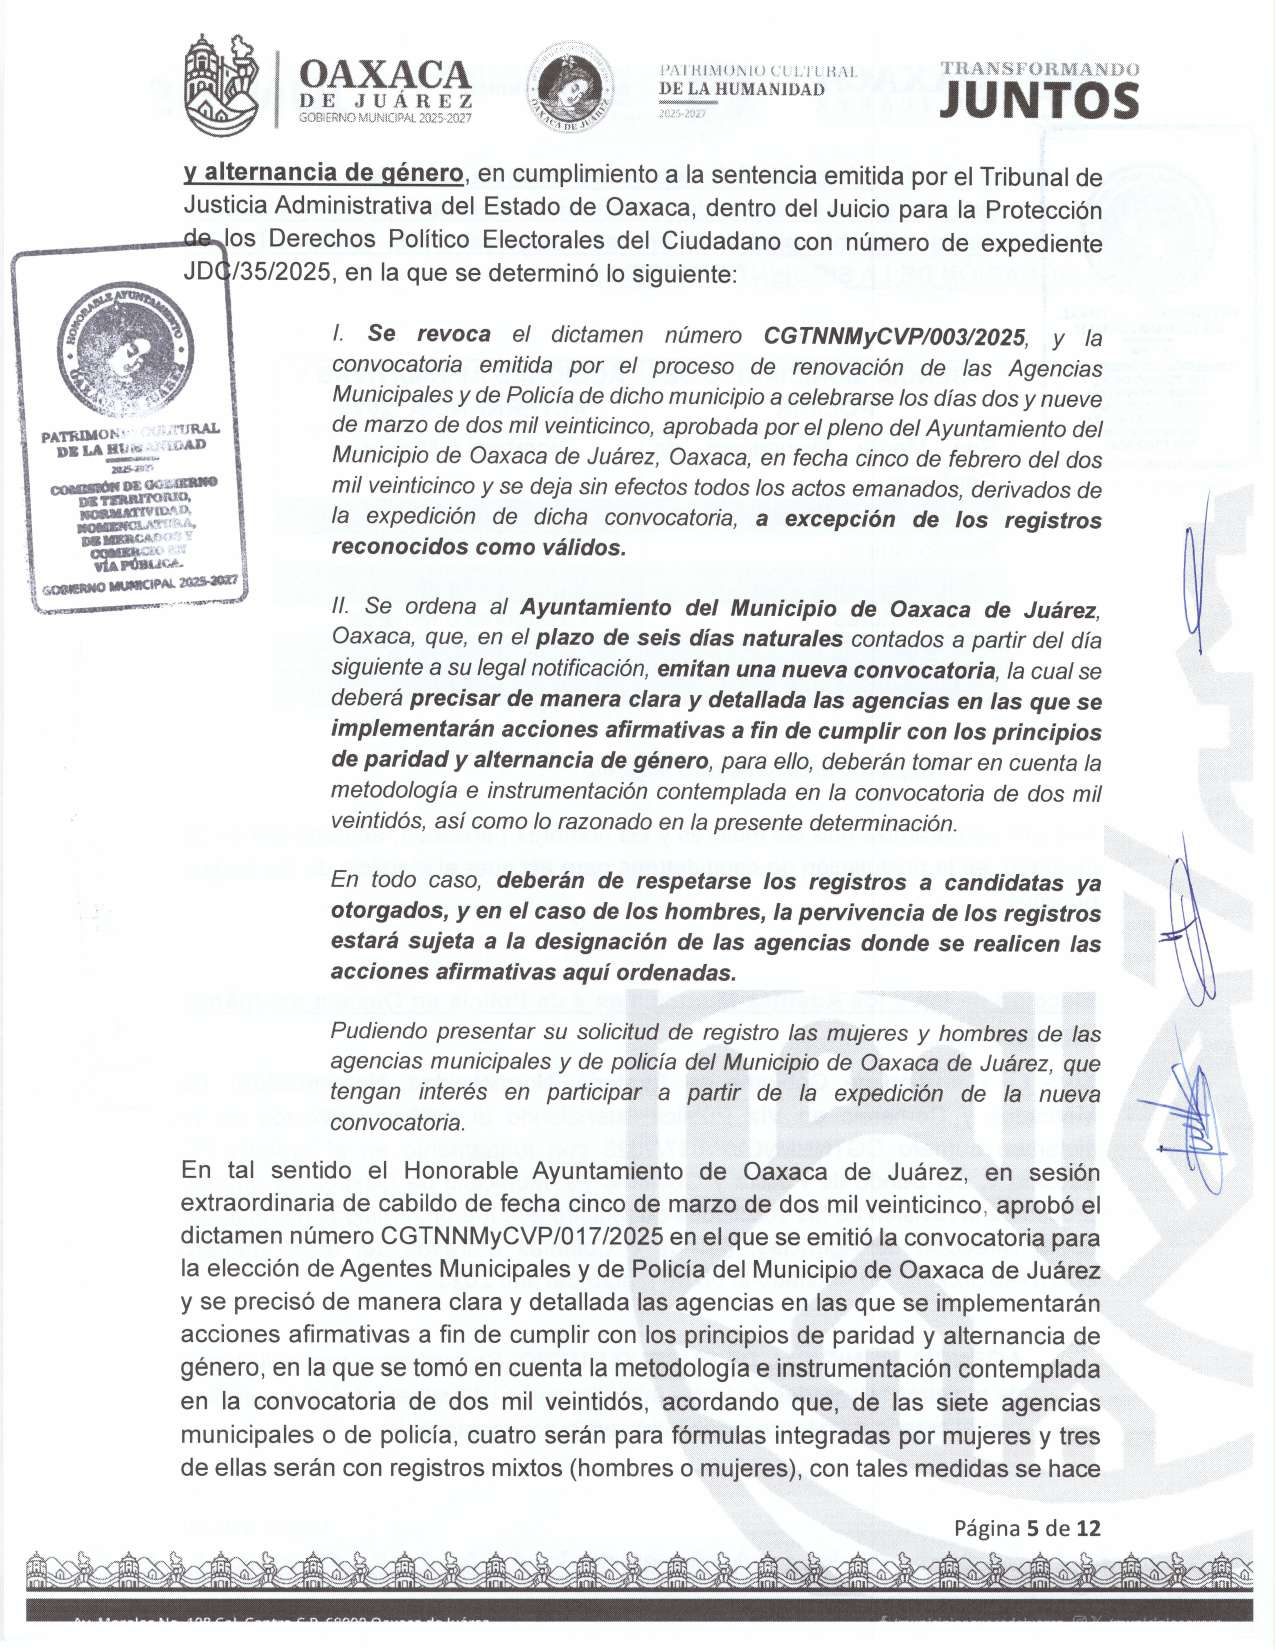 OAXACA
DE JUÁREZ
GOBIERNO MUNICIPAL 2025-2027
OAXACA DE JUÁREZ
PATRIMONIO CULTURAL
DE LA HUMANIDAD
2025-2027
TRANSFORMANDO
JUNTOS
y alternancia de género, en cumplimiento a la sentencia emitida por el Tribunal de
Justicia Administrativa del Estado de Oaxaca, dentro del Juicio para la Protección
de los Derechos Político Electorales del Ciudadano con número de expediente
JDC/35/2025, en la que se determinó lo siguiente:
HONORABLE AYUNTAMIENTO
OAXACA DE JUÁREZ
PATRIMONIO CULTURAL
DE LA HUMANIDAD
2025-2027
COMISIÓN DE GOBIERNO
DE TERRITORIO,
NORMATIVIDAD,
NOMENCLATURA,
DE MERCADOS Y
COMERCIO EN
VÍA PÚBLICA.
GOBIERNO MUNICIPAL 2025-2027
I. Se revoca el dictamen número CGTNNMyCVP/003/2025, y la
convocatoria emitida por el proceso de renovación de las Agencias
Municipales y de Policía de dicho municipio a celebrarse los días dos y nueve
de marzo de dos mil veinticinco, aprobada por el pleno del Ayuntamiento del
Municipio de Oaxaca de Juárez, Oaxaca, en fecha cinco de febrero del dos
mil veinticinco y se deja sin efectos todos los actos emanados, derivados de
la expedición de dicha convocatoria, a excepción de los registros
reconocidos como válidos.
II. Se ordena al Ayuntamiento del Municipio de Oaxaca de Juárez,
Oaxaca, que, en el plazo de seis días naturales contados a partir del día
siguiente a su legal notificación, emitan una nueva convocatoria, la cual se
deberá precisar de manera clara y detallada las agencias en las que se
implementarán acciones afirmativas a fin de cumplir con los principios
de paridad y alternancia de género, para ello, deberán tomar en cuenta la
metodología e instrumentación contemplada en la convocatoria de dos mil
veintidós, así como lo razonado en la presente determinación.
En todo caso, deberán de respetarse los registros a candidatas ya
otorgados, y en el caso de los hombres, la pervivencia de los registros
estará sujeta a la designación de las agencias donde se realicen las
acciones afirmativas aquí ordenadas.
Pudiendo presentar su solicitud de registro las mujeres y hombres de las
agencias municipales y de policía del Municipio de Oaxaca de Juárez, que
tengan interés en participar a partir de la expedición de la nueva
convocatoria.
En tal sentido el Honorable Ayuntamiento de Oaxaca de Juárez, en sesión
extraordinaria de cabildo de fecha cinco de marzo de dos mil veinticinco, aprobó el
dictamen número CGTNNMyCVP/017/2025 en el que se emitió la convocatoria para
la elección de Agentes Municipales y de Policía del Municipio de Oaxaca de Juárez
y se precisó de manera clara y detallada las agencias en las que se implementarán
acciones afirmativas a fin de cumplir con los principios de paridad y alternancia de
género, en la que se tomó en cuenta la metodología e instrumentación contemplada
en la convocatoria de dos mil veintidós, acordando que, de las siete agencias
municipales o de policía, cuatro serán para fórmulas integradas por mujeres y tres
de ellas serán con registros mixtos (hombres o mujeres), con tales medidas se hace
Página 5 de 12